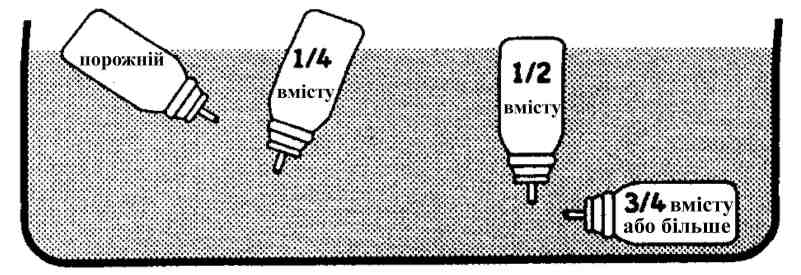 порожній
1/4
вмісту
1/2
вмісту
3/4 вмісту
або більше